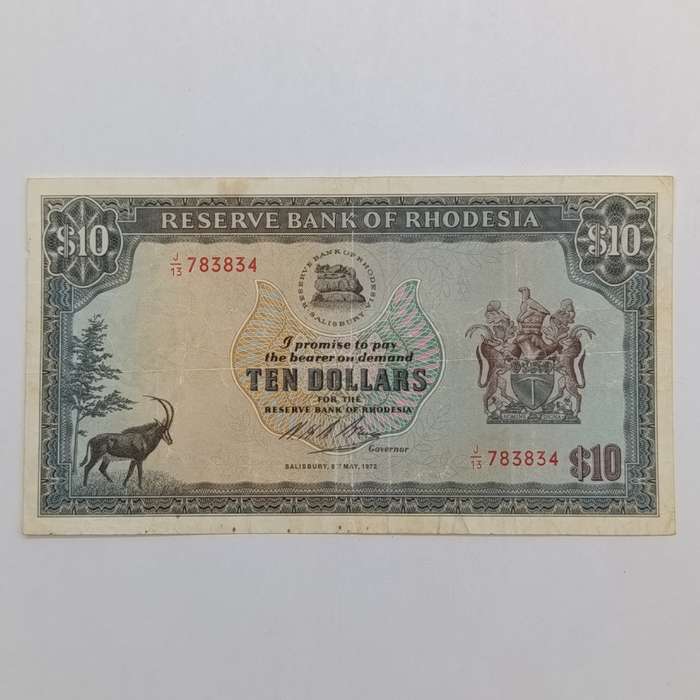 RESERVE BANK OF RHODESIA
$10
$10
J/13 783834
RESERVE BANK OF RHODESIA
SALISBURY
I promise to pay
the bearer on demand
TEN DOLLARS
FOR THE
RESERVE BANK OF RHODESIA
Governor
J/13 783834
$10
SALISBURY, MAY, 1972